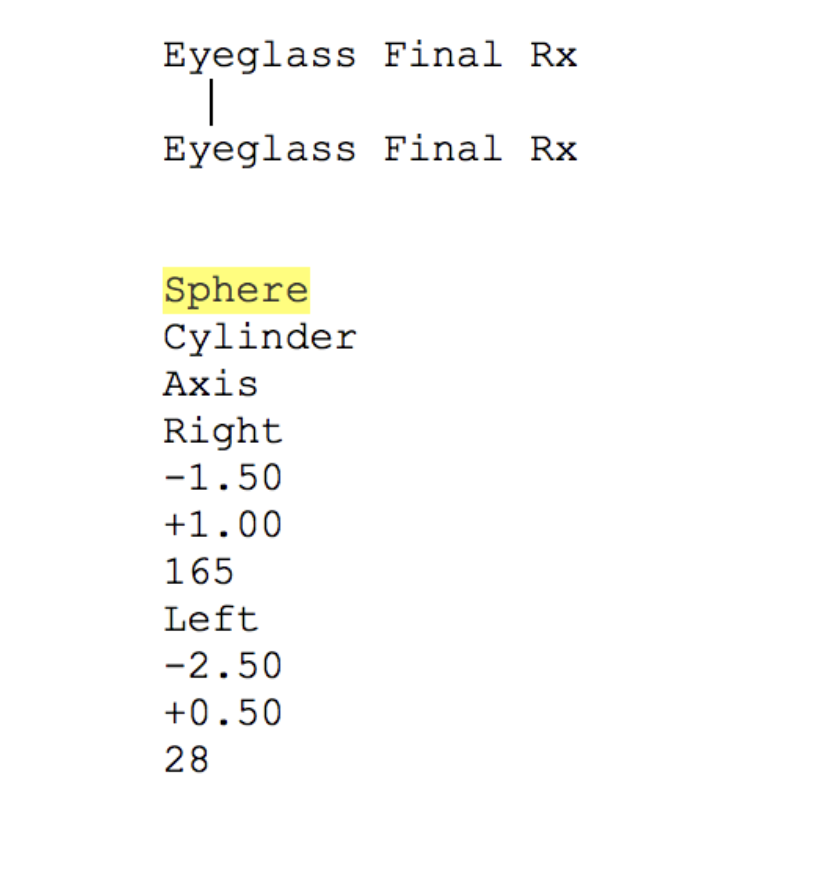 Eyeglass Final Rx
Eyeglass Final Rx
Sphere
Cylinder
Axis
Right
-1.50
+1.00
165
Left
-2.50
+0.50
28